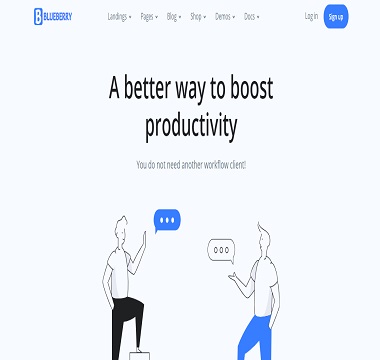 BLUEBERRY Landings Pages Blog Shop Demos Docs Log in Sign up
A better way to boost
productivity
You do not need another workflow client!